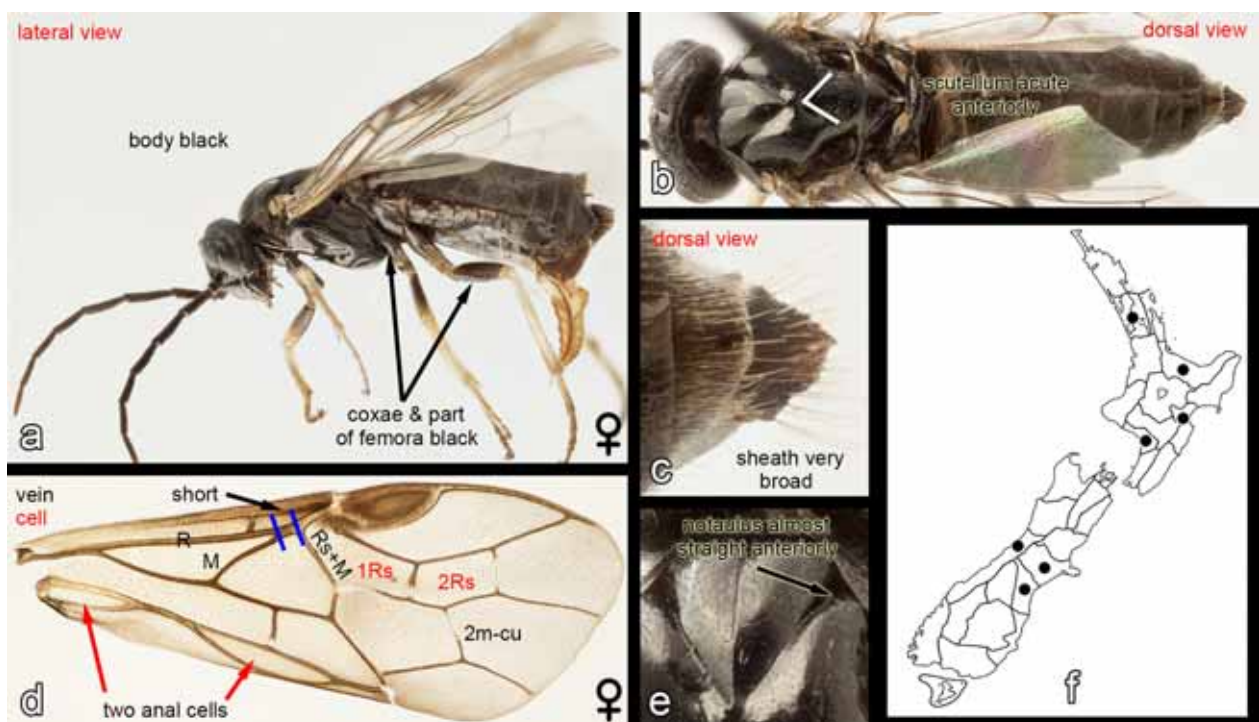 lateral view
body black
coxae & part
of femora black
a
♀
dorsal view
scutellum acute
anteriorly
b
dorsal view
c
sheath very
broad
vein
cell
short
R
M
Rs+M
1Rs
2Rs
2m-cu
two anal cells
d
♀
notaulus almost
straight anteriorly
e
f